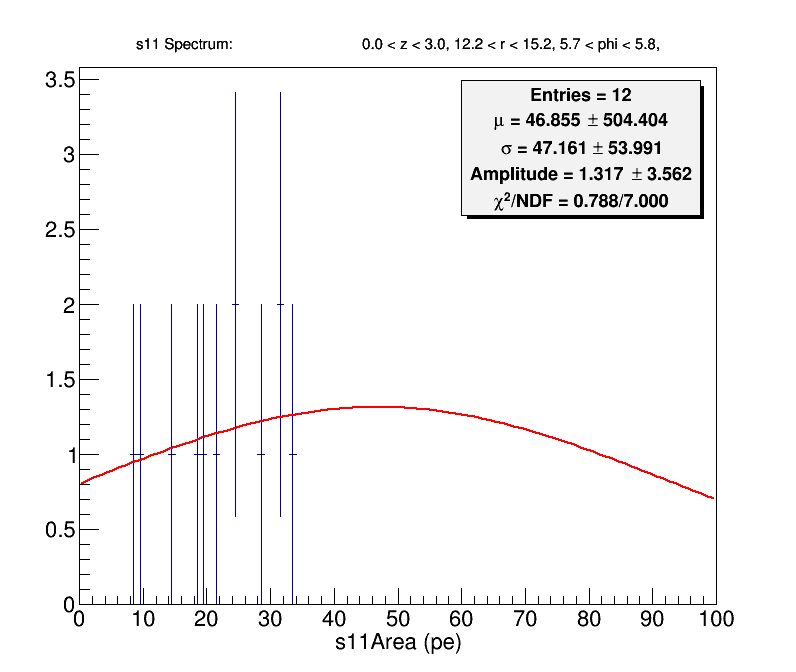 s11 Spectrum: 0.0 < z < 3.0, 12.2 < r < 15.2, 5.7 < phi < 5.8,
Entries = 12
μ = 46.855 ± 504.404
σ = 47.161 ± 53.991
Amplitude = 1.317 ± 3.562
χ²/NDF = 0.788/7.000
3.5
3
2.5
2
1.5
1
0.5
0
0 10 20 30 40 50 60 70 80 90 100
s11Area (pe)